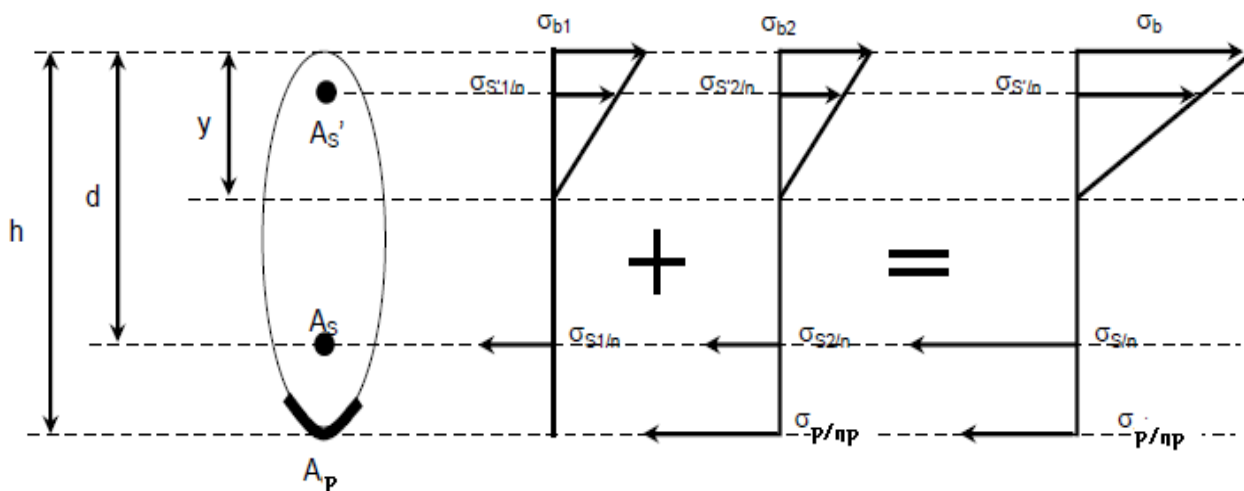 σb1
σb2
σb
σS'1/n
σS'2/n
σS'/n
y
AS'
d
h
+
=
AS
σS1/n
σS2/n
σS/n
σp/np
σp/np
Ap